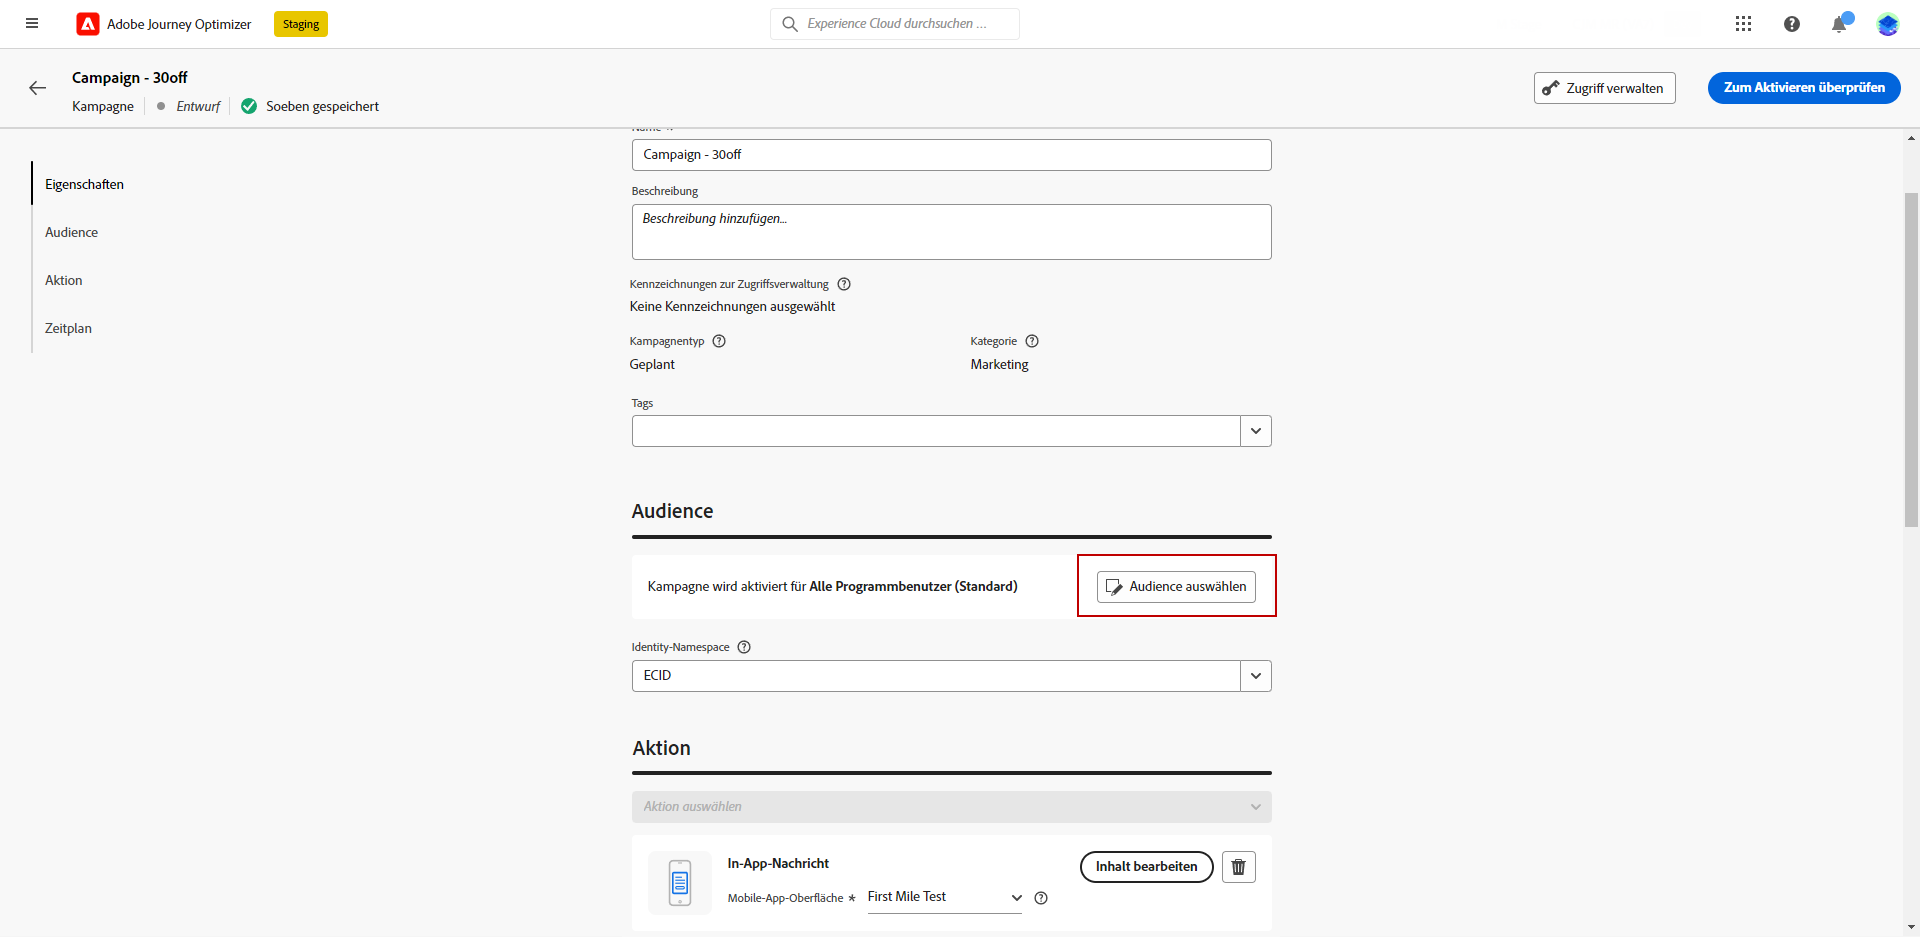 Adobe Journey Optimizer
Staging
Experience Cloud durchsuchen ...
Campaign - 30off
Kampagne
Entwurf
Soeben gespeichert
Zugriff verwalten
Zum Aktivieren überprüfen
Eigenschaften
Audience
Aktion
Zeitplan
Campaign - 30off
Beschreibung
Beschreibung hinzufügen...
Kennzeichnungen zur Zugriffsverwaltung
Keine Kennzeichnungen ausgewählt
Kampagnentyp
Kategorie
Geplant
Marketing
Tags
Audience
Kampagne wird aktiviert für Alle Programmbenutzer (Standard)
Audience auswählen
Identity-Namespace
ECID
Aktion
Aktion auswählen
In-App-Nachricht
Inhalt bearbeiten
Mobile-App-Oberfläche *
First Mile Test